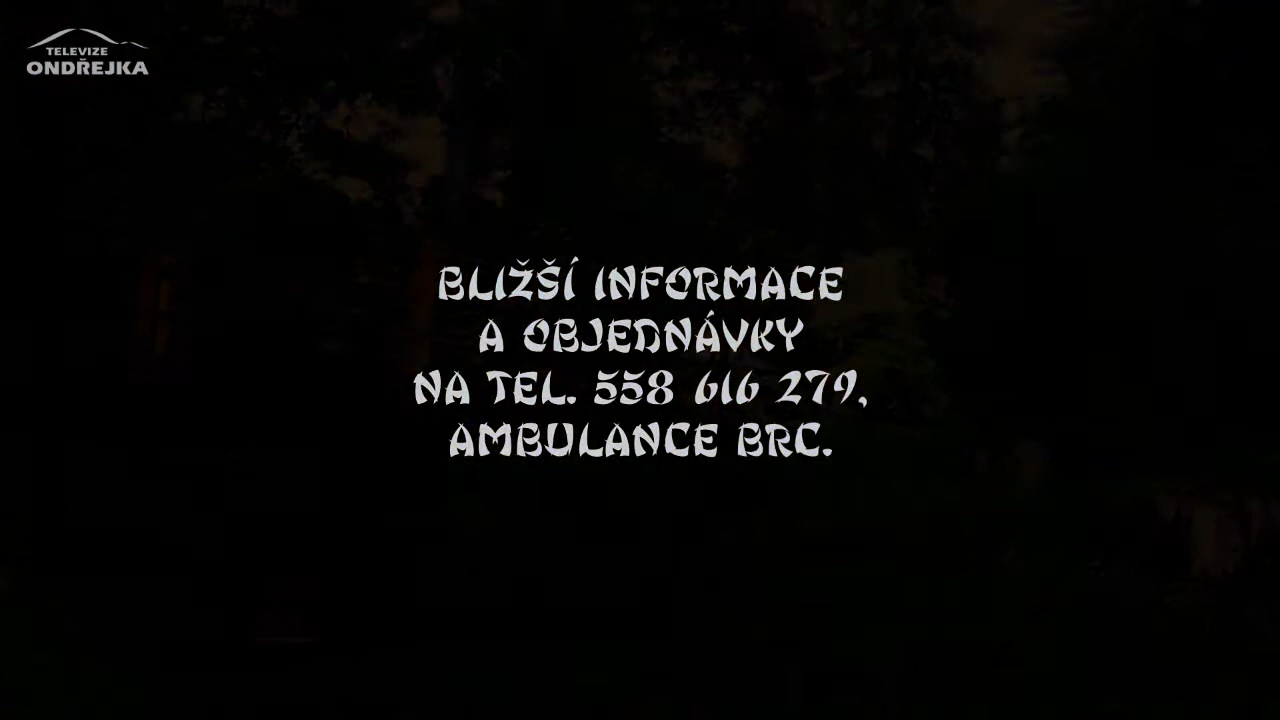 TELEVIZE
ONDŘEJKA
BLIŽŠÍ INFORMACE
A OBJEDNÁVKY
NA TEL. 558 616 279,
AMBULANCE BRC.